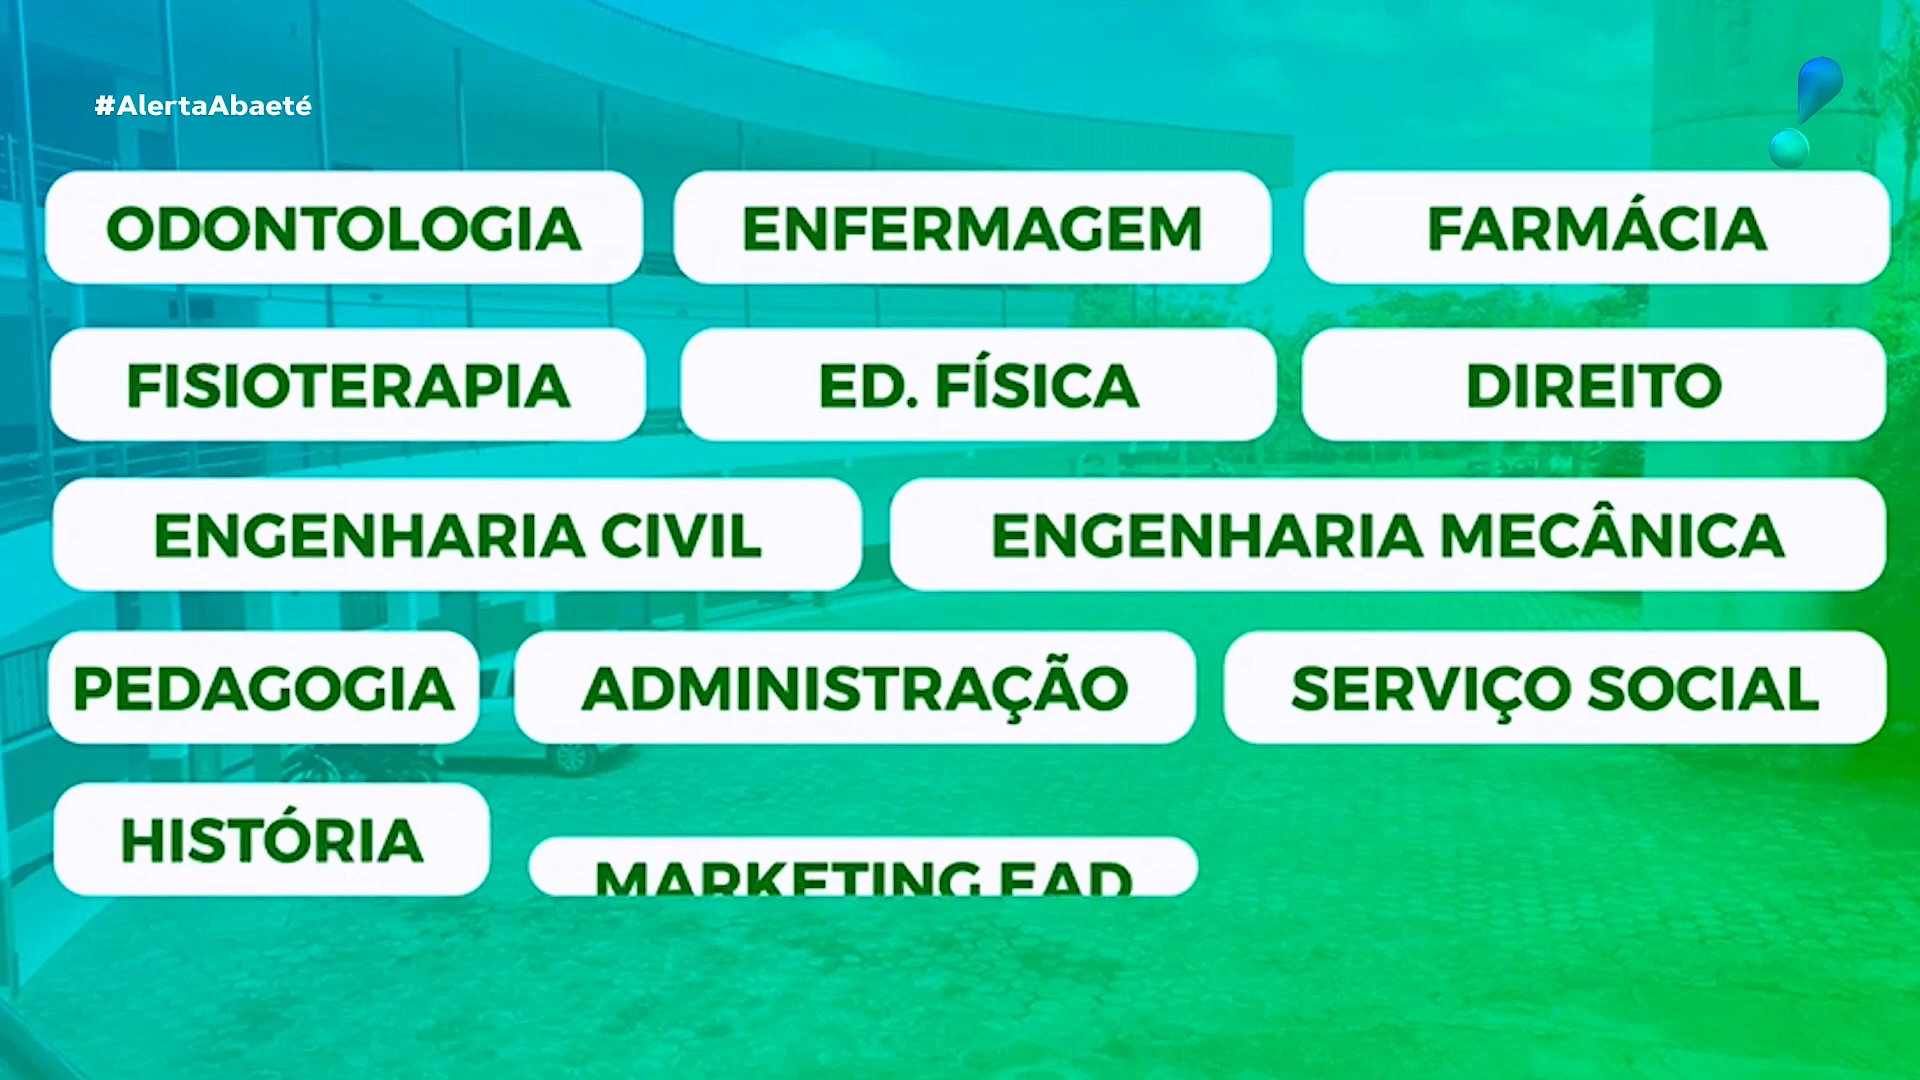 #AlertaAbaeté
ODONTOLOGIA
ENFERMAGEM
FARMÁCIA
FISIOTERAPIA
ED. FÍSICA
DIREITO
ENGENHARIA CIVIL
ENGENHARIA MECÂNICA
PEDAGOGIA
ADMINISTRAÇÃO
SERVIÇO SOCIAL
HISTÓRIA
MARKETING EAD